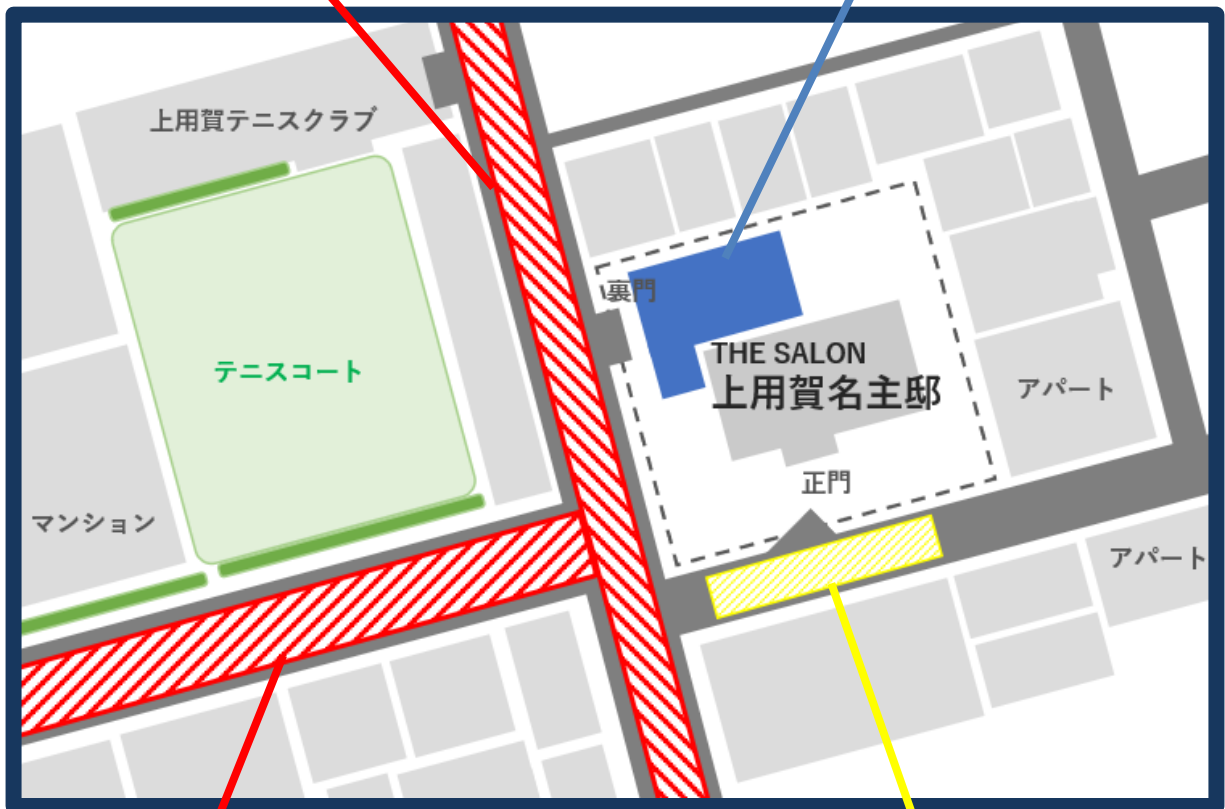 上用賀テニスクラブ
裏門
THE SALON
上用賀名主邸
テニスコート
アパート
正門
マンション
アパート